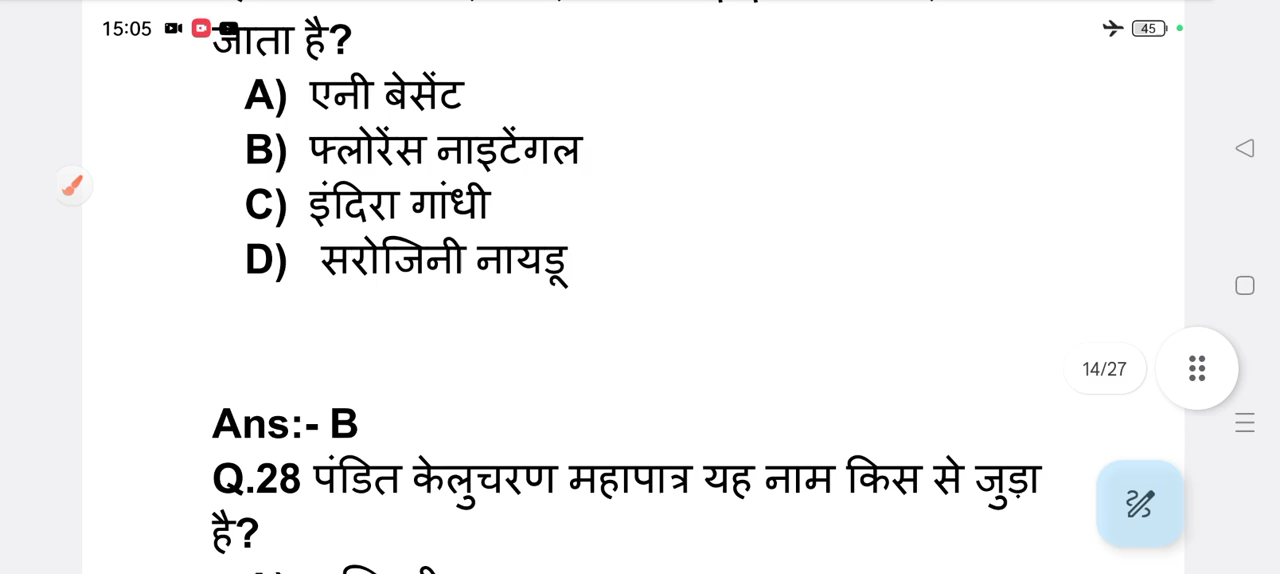 15:05
45
जाता है?
A) एनी बेसेंट
B) फ्लोरेंस नाइटेंगल
C) इंदिरा गांधी
D) सरोजिनी नायडू
14/27
Ans:- B
Q.28 पंडित केलुचरण महापात्र यह नाम किस से जुड़ा
है?